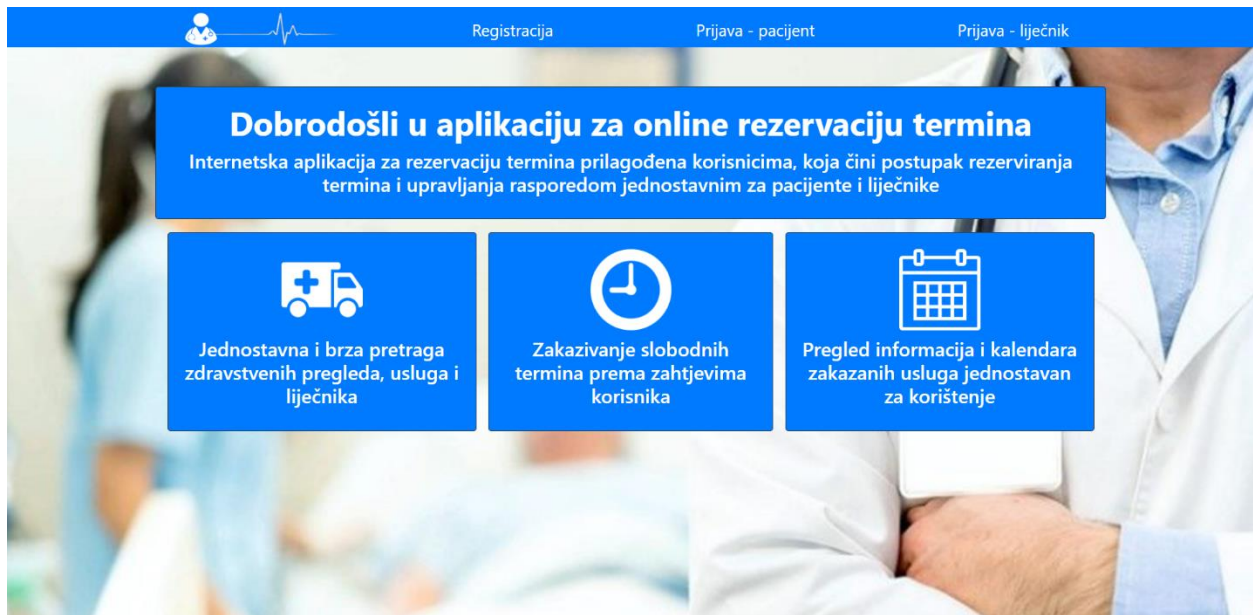 Registracija
Prijava - pacijent
Prijava - liječnik
Dobrodošli u aplikaciju za online rezervaciju termina
Internetska aplikacija za rezervaciju termina prilagođena korisnicima, koja čini postupak rezerviranja
termina i upravljanja rasporedom jednostavnim za pacijente i liječnike
Jednostavna i brza pretraga
zdravstvenih pregleda, usluga i
liječnika
Zakazivanje slobodnih
termina prema zahtjevima
korisnika
Pregled informacija i kalendara
zakazanih usluga jednostavan
za korištenje